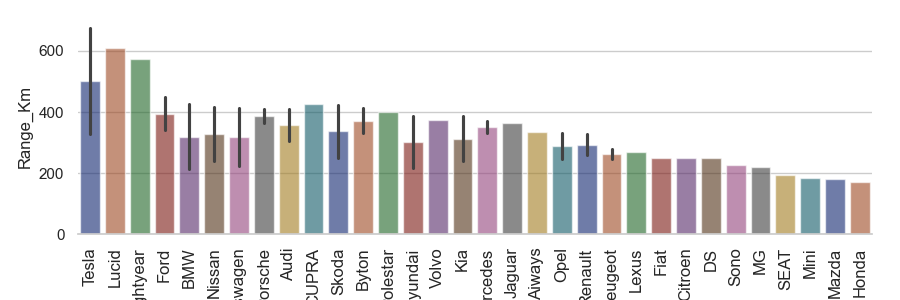 600
400
200
0
Range_Km
Tesla
Lucid
ghtyear
Ford
BMW
Nissan
swagen
orsche
Audi
CUPRA
Skoda
Byton
olestar
yundai
Volvo
Kia
rcedes
Jaguar
Aiways
Opel
Renault
eugeot
Lexus
Fiat
Citroen
DS
Sono
MG
SEAT
Mini
Mazda
Honda